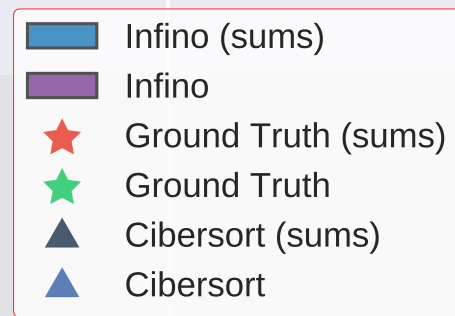 Infino (sums)
Infino
Ground Truth (sums)
Ground Truth
Cibersort (sums)
Cibersort